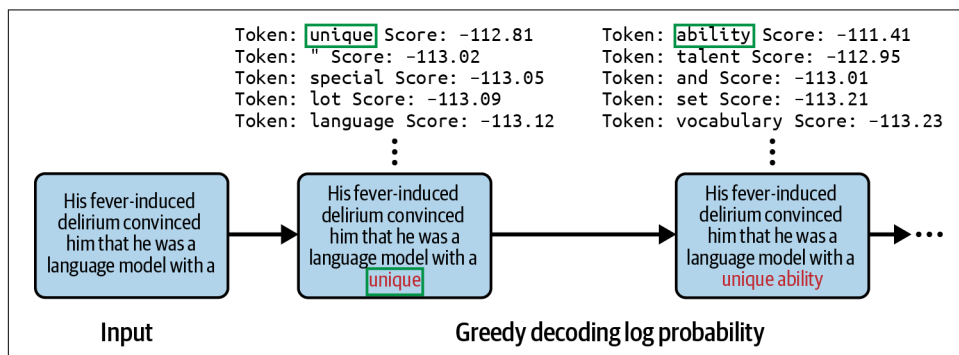 Token: unique Score: -112.81
Token: " Score: -113.02
Token: special Score: -113.05
Token: lot Score: -113.09
Token: language Score: -113.12
Token: ability Score: -111.41
Token: talent Score: -112.95
Token: and Score: -113.01
Token: set Score: -113.21
Token: vocabulary Score: -113.23
His fever-induced
delirium convinced
him that he was a
language model with a
His fever-induced
delirium convinced
him that he was a
language model with a
unique
His fever-induced
delirium convinced
him that he was a
language model with a
unique ability
Input
Greedy decoding log probability